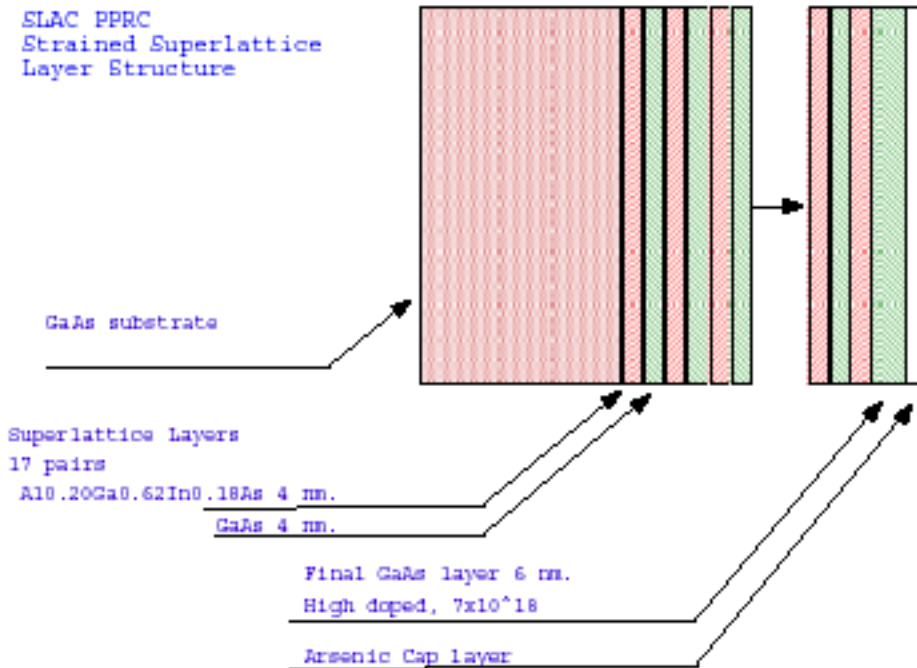 SLAC PPRC
Strained Superlattice
Layer Structure
GaAs substrate
Superlattice Layers
17 pairs
Al0.20Ga0.62In0.18As 4 nm.
GaAs 4 nm.
Final GaAs layer 6 nm.
High doped, 7x10^18
Arsenic Cap layer